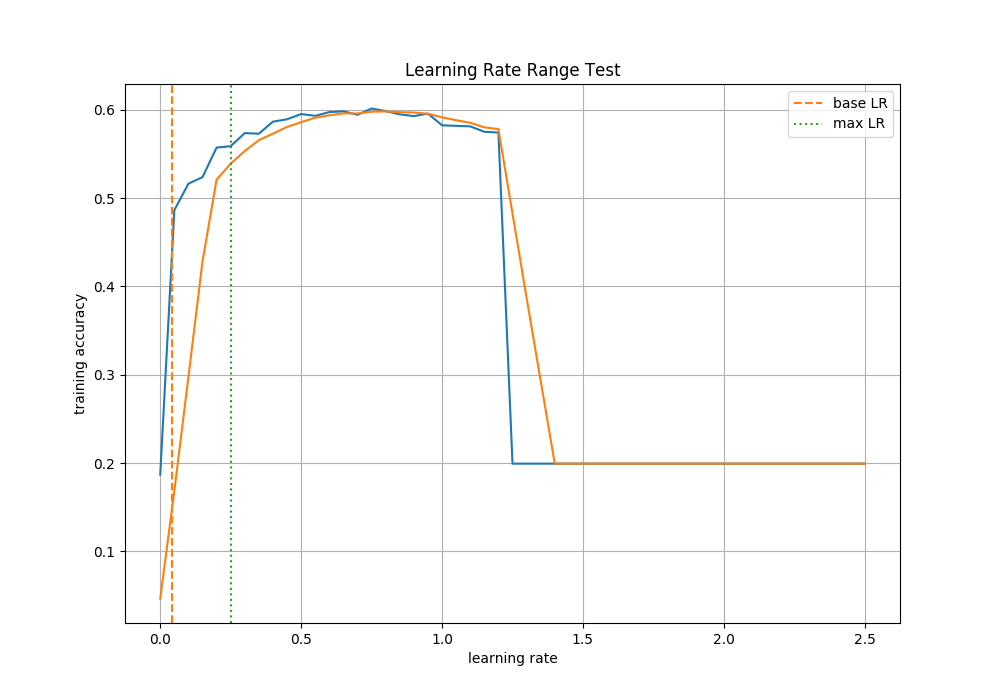 Learning Rate Range Test
base LR
max LR
0.6
0.5
0.4
0.3
0.2
0.1
training accuracy
0.0 0.5 1.0 1.5 2.0 2.5
learning rate